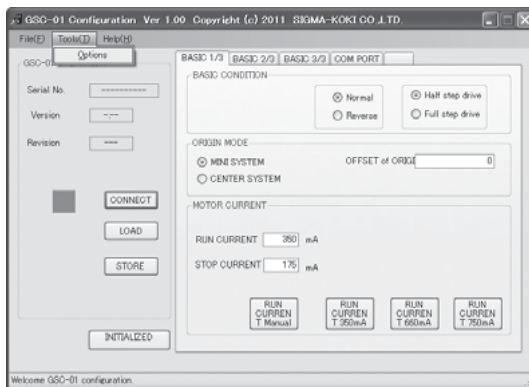 GSC-01 Configuration Ver 1.00 Copyright (c) 2011 SIGMA-KOKI CO.,LTD.
File(F) Tools(T) Help(H)
Options
BASIC 1/3 BASIC 2/3 BASIC 3/3 COM PORT
GSC-01
Serial No. ----------
Version -.--
Revision ---
CONNECT
LOAD
STORE
INITIALIZED
BASIC CONDITION
Normal
Reverse
Half step drive
Full step drive
ORIGIN MODE
MINI SYSTEM
CENTER SYSTEM
OFFSET of ORIGI 0
MOTOR CURRENT
RUN CURRENT 350 mA
STOP CURRENT 175 mA
RUN
CURREN
T Manual
RUN
CURREN
T 350mA
RUN
CURREN
T 660mA
RUN
CURREN
T 750mA
Welcome GSC-01 configuration.